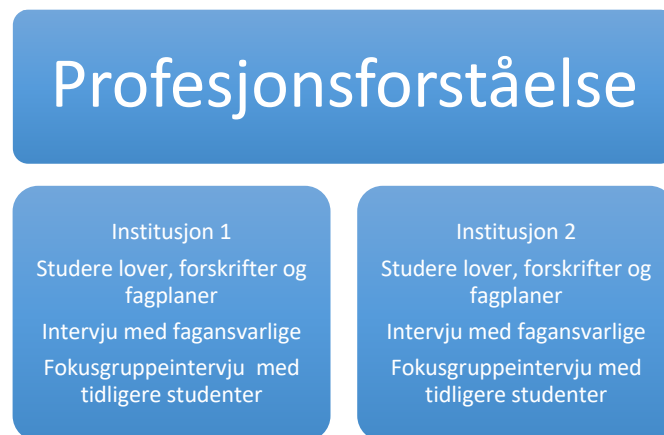 Profesjonsforståelse
Institusjon 1
Studere lover, forskrifter og
fagplaner
Intervju med fagansvarlige
Fokusgruppeintervju  med
tidligere studenter
Institusjon 2
Studere lover, forskrifter og
fagplaner
Intervju med fagansvarlige
Fokusgruppeintervju med
tidligere studenter